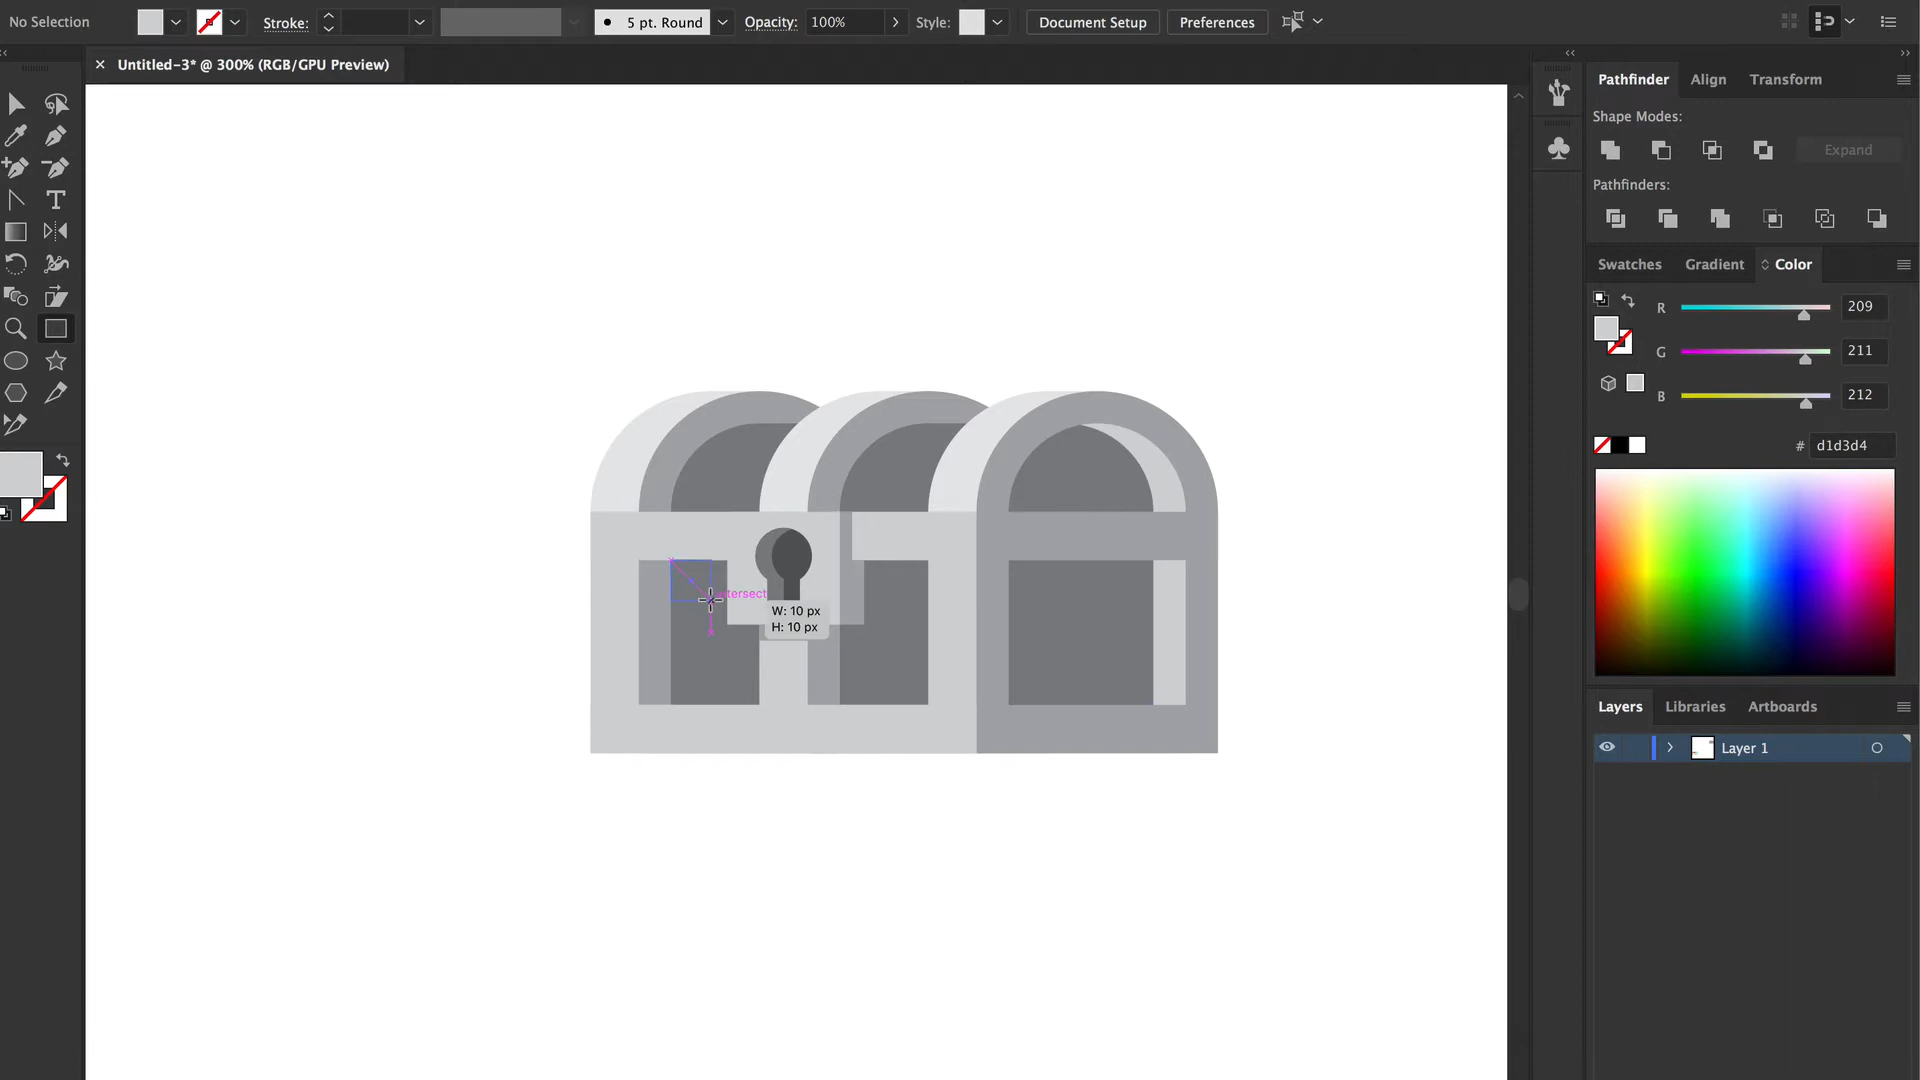 No Selection
Stroke:
5 pt. Round
Opacity: 100%
Style:
Document Setup
Preferences
× Untitled-3* @ 300% (RGB/GPU Preview)
Pathfinder Align Transform
Shape Modes:
Expand
Pathfinders:
Swatches Gradient Color
R 209
G 211
B 212
# d1d3d4
intersect
W: 10 px
H: 10 px
Layers Libraries Artboards
Layer 1